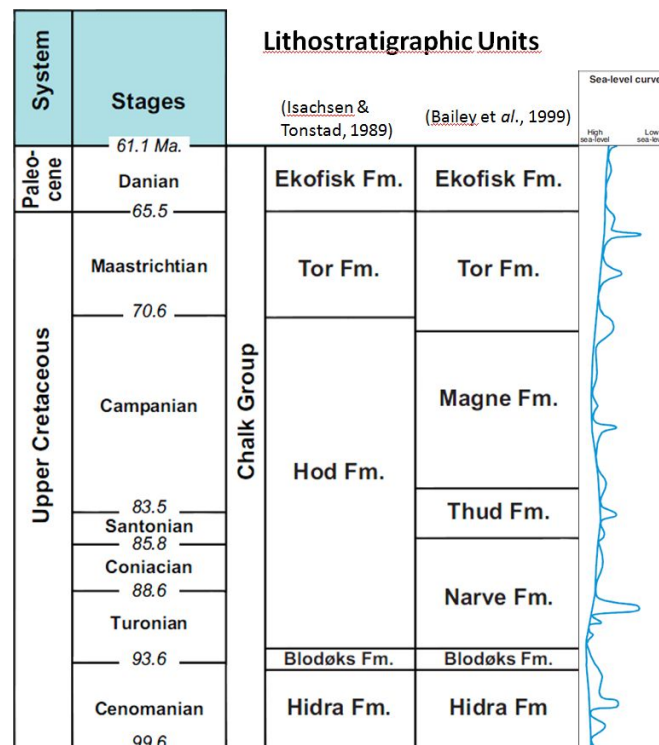 Lithostratigraphic Units
System
Stages
(Isachsen &
Tonstad, 1989)
(Bailey et al., 1999)
Sea-level curve
High
sea-level
Low
61.1 Ma.
Paleo-
cene
Danian
Ekofisk Fm.
Ekofisk Fm.
65.5
Upper Cretaceous
Chalk Group
Maastrichtian
Tor Fm.
Tor Fm.
70.6
Campanian
Hod Fm.
Magne Fm.
83.5
Santonian
Thud Fm.
85.8
Coniacian
88.6
Narve Fm.
Turonian
93.6
Blodøks Fm.
Blodøks Fm.
Cenomanian
Hidra Fm.
Hidra Fm
99.6